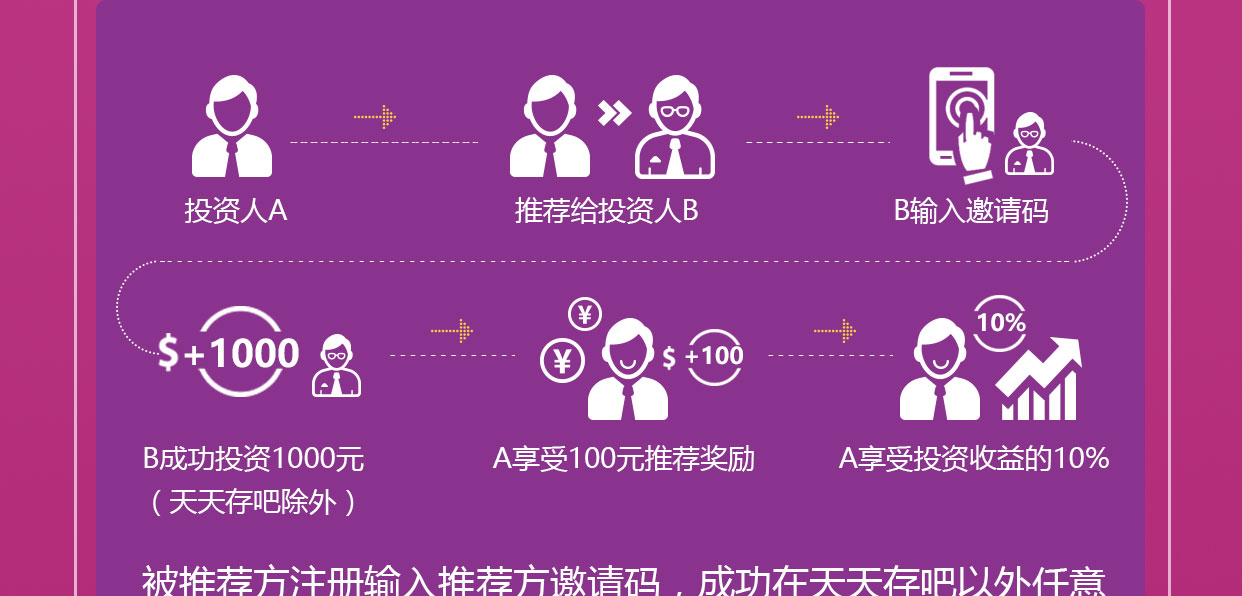 投资人A
推荐给投资人B
B输入邀请码
$ +1000
¥
¥
$ +100
10%
B成功投资1000元
（天天存吧除外）
A享受100元推荐奖励
A享受投资收益的10%
被推荐方注册输入推荐方邀请码，成功在天天存吧以外任意